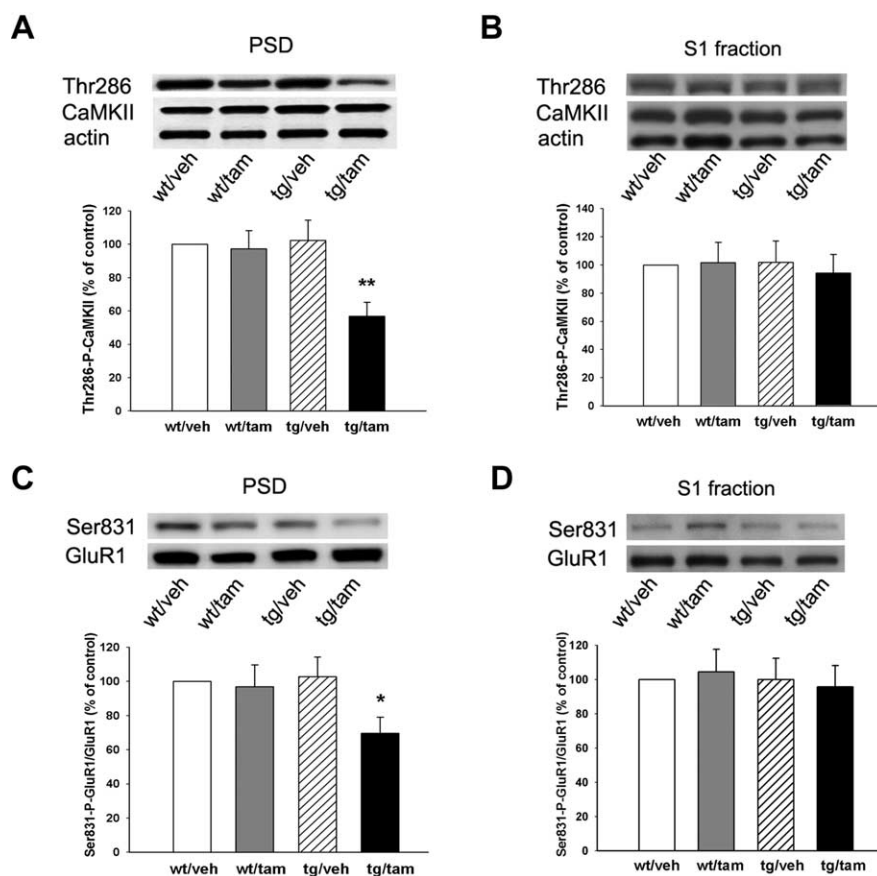 A
PSD
Thr286
CaMKII
actin
wt/veh wt/tam tg/veh tg/tam
120
100
80
60
40
20
0
Thr286-P-CaMKII (% of control)
**
wt/veh wt/tam tg/veh tg/tam
B
S1 fraction
Thr286
CaMKII
actin
wt/veh wt/tam tg/veh tg/tam
140
120
100
80
60
40
20
0
Thr286-P-CaMKII (% of control)
wt/veh wt/tam tg/veh tg/tam
C
PSD
Ser831
GluR1
wt/veh wt/tam tg/veh tg/tam
120
100
80
60
40
20
0
Ser831-P-GluR1/GluR1 (% of control)
*
wt/veh wt/tam tg/veh tg/tam
D
S1 fraction
Ser831
GluR1
wt/veh wt/tam tg/veh tg/tam
120
100
80
60
40
20
0
Ser831-P-GluR1/GluR1 (% of control)
wt/veh wt/tam tg/veh tg/tam